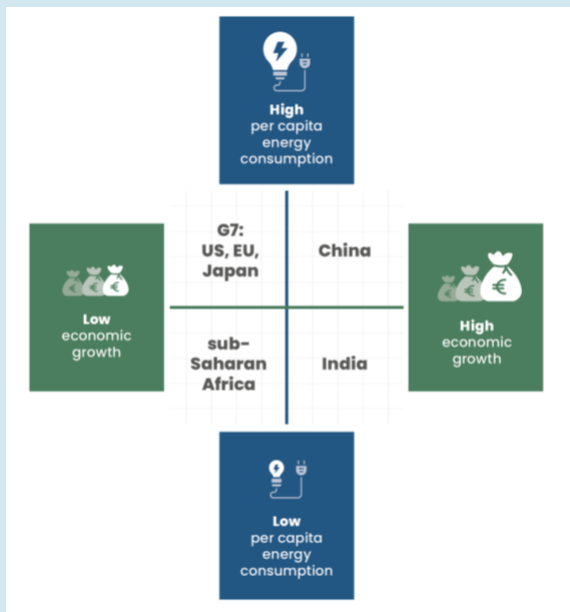 High
per capita
energy
consumption
G7:
US, EU,
Japan
China
Low
economic
growth
€ € €
High
economic
growth
€ € €
sub-
Saharan
Africa
India
Low
per capita
energy
consumption